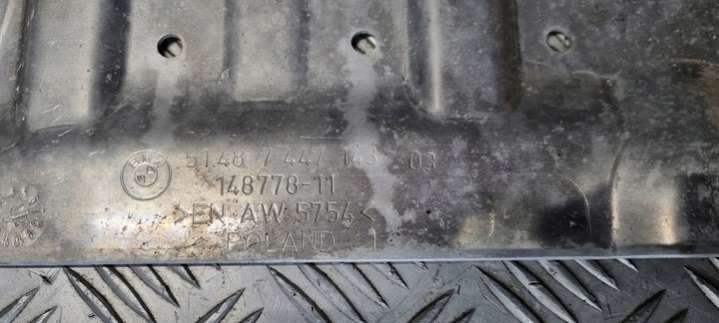 51.48 7 447 143 03
148778-11
>EN AW 5754<
POLAND 1